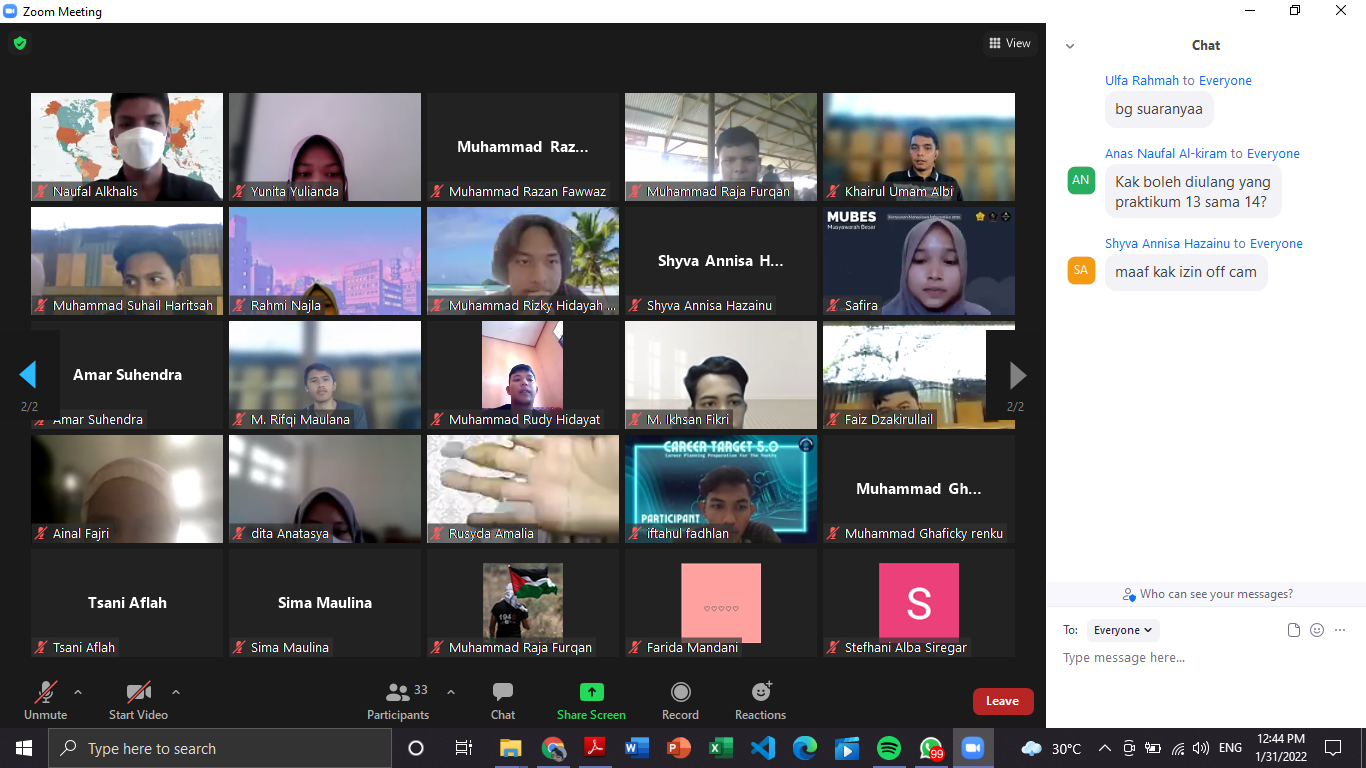 Zoom Meeting
View
Naufal Alkhalis
Yunita Yulianda
Muhammad Raz...
Muhammad Razan Fawwaz
Muhammad Raja Furqan
Khairul Umam Albi
Muhammad Suhail Haritsah
Rahmi Najla
Muhammad Rizky Hidayah ...
Shyva Annisa H...
Shyva Annisa Hazainu
MUBES
Musyawarah Besar
Safira
2/2
Amar Suhendra
Amar Suhendra
M. Rifqi Maulana
Muhammad Rudy Hidayat
M. Ikhsan Fikri
Faiz Dzakirullail
2/2
Ainal Fajri
dita Anatasya
Rusyda Amalia
CAREER TARGET 5.0
Career Planning Preparation For The Youths
PARTICIPANT
iftahul fadhlan
Muhammad Gh...
Muhammad Ghaficky renku
Tsani Aflah
Tsani Aflah
Sima Maulina
Sima Maulina
Muhammad Raja Furqan
♡♡♡♡♡
Farida Mandani
S
Stefhani Alba Siregar
Unmute
Start Video
33
Participants
Chat
Share Screen
Record
Reactions
Leave
Chat
Ulfa Rahmah to Everyone
bg suaranyaa
Anas Naufal Al-kiram to Everyone
AN
Kak boleh diulang yang
praktikum 13 sama 14?
Shyva Annisa Hazainu to Everyone
SA
maaf kak izin off cam
Who can see your messages?
To: Everyone
Type message here...
Type here to search
99
30°C
ENG
12:44 PM
1/31/2022